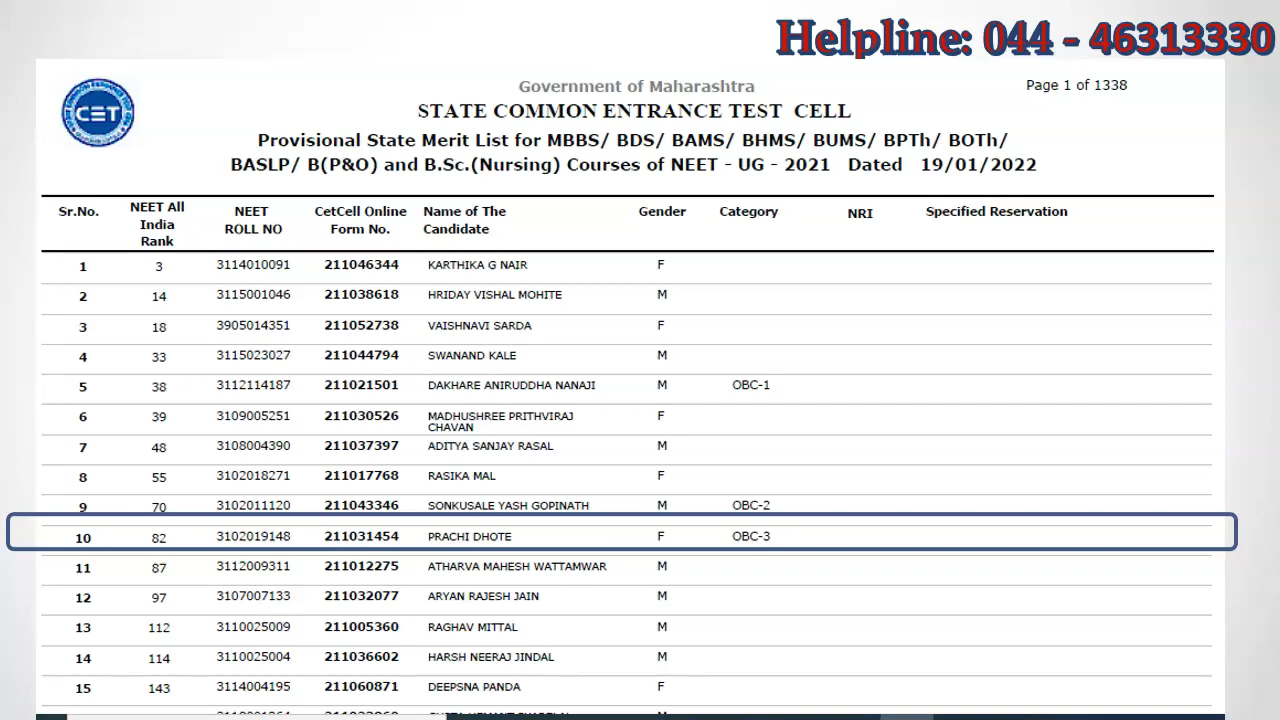 Helpline: 044 - 46313330
CET
Government of Maharashtra
Page 1 of 1338
STATE COMMON ENTRANCE TEST CELL
Provisional State Merit List for MBBS/ BDS/ BAMS/ BHMS/ BUMS/ BPTh/ BOTh/
BASLP/ B(P&O) and B.Sc.(Nursing) Courses of NEET - UG - 2021 Dated 19/01/2022
Sr.No. NEET All India Rank NEET ROLL NO CetCell Online Form No. Name of The Candidate Gender Category NRI Specified Reservation
1 3 3114010091 211046344 KARTHIKA G NAIR F
2 14 3115001046 211038618 HRIDAY VISHAL MOHITE M
3 18 3905014351 211052738 VAISHNAVI SARDA F
4 33 3115023027 211044794 SWANAND KALE M
5 38 3112114187 211021501 DAKHARE ANIRUDDHA NANAJI M OBC-1
6 39 3109005251 211030526 MADHUSHREE PRITHVIRAJ CHAVAN F
7 48 3108004390 211037397 ADITYA SANJAY RASAL M
8 55 3102018271 211017768 RASIKA MAL F
9 70 3102011120 211043346 SONKUSALE YASH GOPINATH M OBC-2
10 82 3102019148 211031454 PRACHI DHOTE F OBC-3
11 87 3112009311 211012275 ATHARVA MAHESH WATTAMWAR M
12 97 3107007133 211032077 ARYAN RAJESH JAIN M
13 112 3110025009 211005360 RAGHAV MITTAL M
14 114 3110025004 211036602 HARSH NEERAJ JINDAL M
15 143 3114004195 211060871 DEEPSNA PANDA F